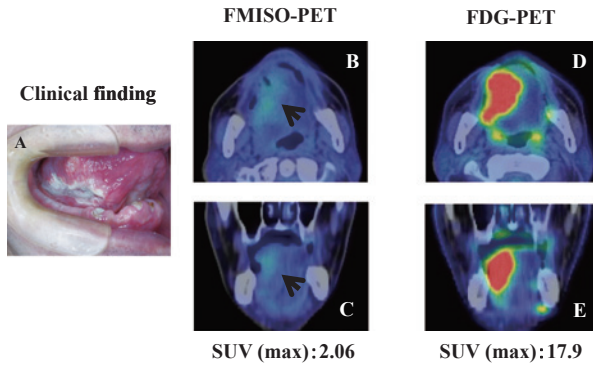 FMISO-PET
FDG-PET
Clinical finding
A
B
D
C
E
SUV (max):2.06
SUV (max):17.9